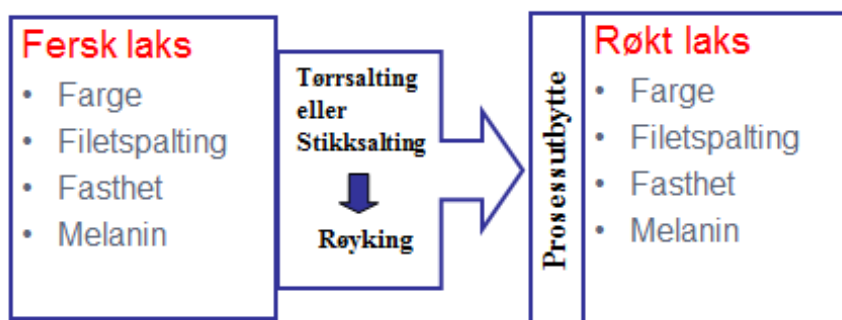 Fersk laks
• Farge
• Filetspalting
• Fasthet
• Melanin
Tørrsalting
eller
Stikksalting
Røyking
Prosessutbytte
Røkt laks
• Farge
• Filetspalting
• Fasthet
• Melanin